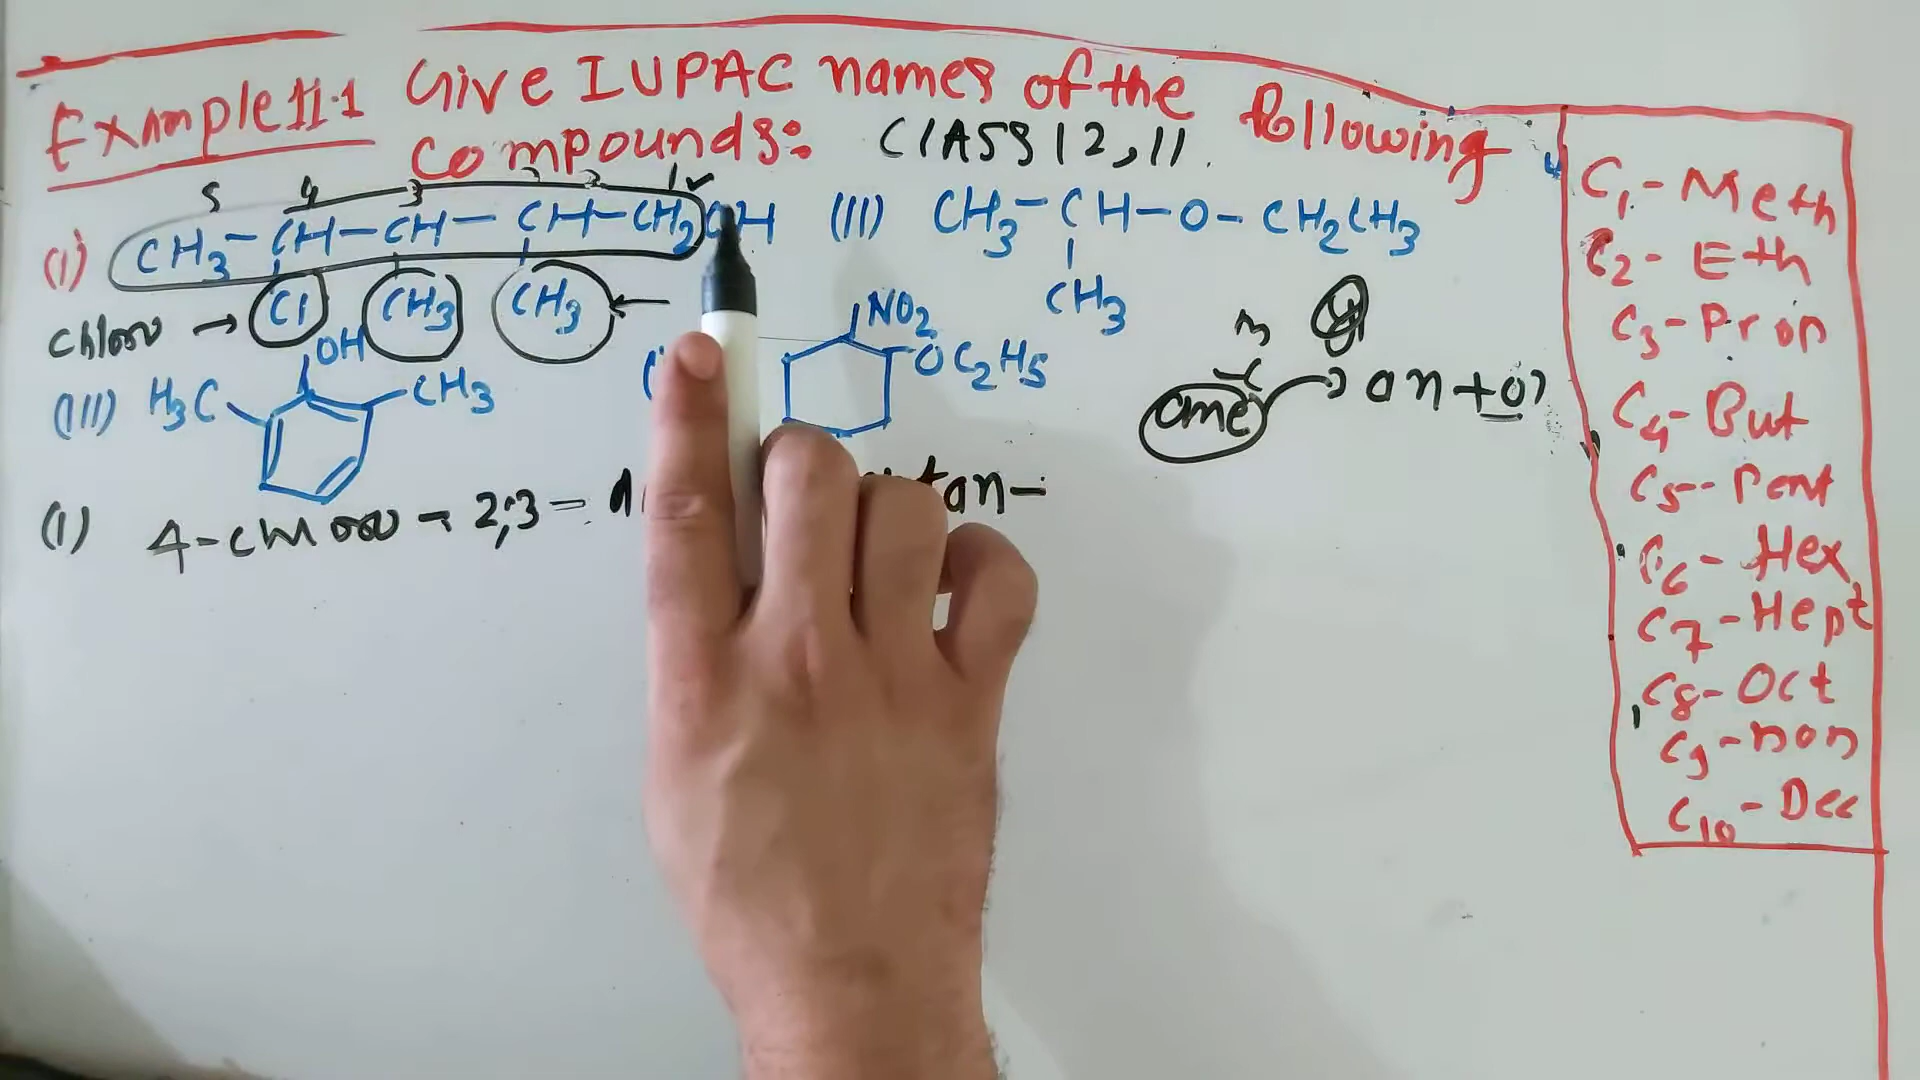 Example 11.1 Give IUPAC names of the following
Compounds: CLASS 12, 11.
5 4 3 2 1
(I) CH3-CH-CH-CH-CH2OH (II) CH3-CH-O-CH2CH3
Cl CH3 CH3 CH3
Chloro →
(III) H3C OH CH3
NO2
OC2H5
ane → an + ol
(I) 4-chloro-2,3- tan-
C1-Meth
C2-Eth
C3-Prop
C4-But
C5-Pent
C6-Hex
C7-Hept
C8-Oct
C9-non
C10-Dec